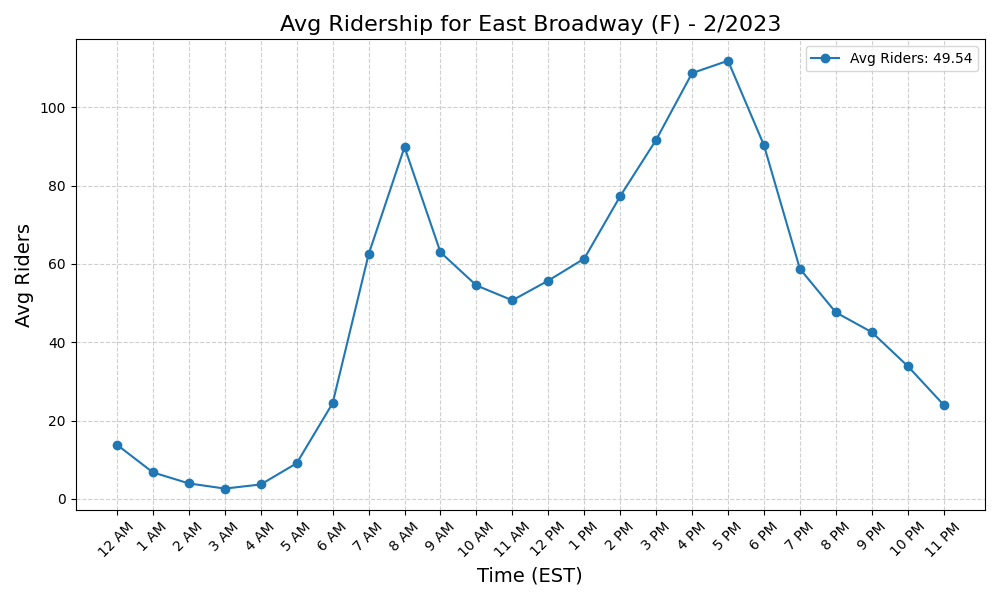 Avg Ridership for East Broadway (F) - 2/2023
Avg Riders: 49.54
Avg Riders
100
80
60
40
20
0
12 AM
1 AM
2 AM
3 AM
4 AM
5 AM
6 AM
7 AM
8 AM
9 AM
10 AM
11 AM
12 PM
1 PM
2 PM
3 PM
4 PM
5 PM
6 PM
7 PM
8 PM
9 PM
10 PM
11 PM
Time (EST)